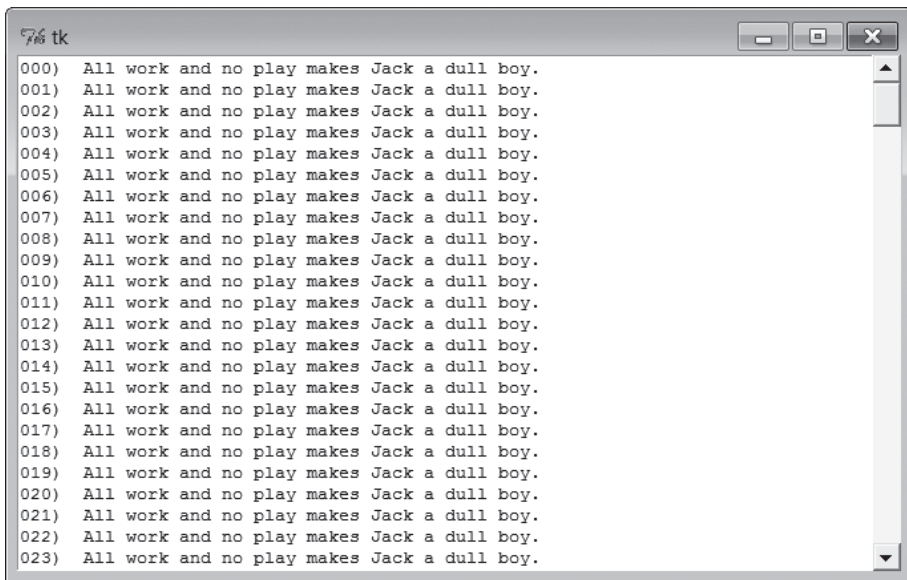 tk
000)  All work and no play makes Jack a dull boy.
001)  All work and no play makes Jack a dull boy.
002)  All work and no play makes Jack a dull boy.
003)  All work and no play makes Jack a dull boy.
004)  All work and no play makes Jack a dull boy.
005)  All work and no play makes Jack a dull boy.
006)  All work and no play makes Jack a dull boy.
007)  All work and no play makes Jack a dull boy.
008)  All work and no play makes Jack a dull boy.
009)  All work and no play makes Jack a dull boy.
010)  All work and no play makes Jack a dull boy.
011)  All work and no play makes Jack a dull boy.
012)  All work and no play makes Jack a dull boy.
013)  All work and no play makes Jack a dull boy.
014)  All work and no play makes Jack a dull boy.
015)  All work and no play makes Jack a dull boy.
016)  All work and no play makes Jack a dull boy.
017)  All work and no play makes Jack a dull boy.
018)  All work and no play makes Jack a dull boy.
019)  All work and no play makes Jack a dull boy.
020)  All work and no play makes Jack a dull boy.
021)  All work and no play makes Jack a dull boy.
022)  All work and no play makes Jack a dull boy.
023)  All work and no play makes Jack a dull boy.